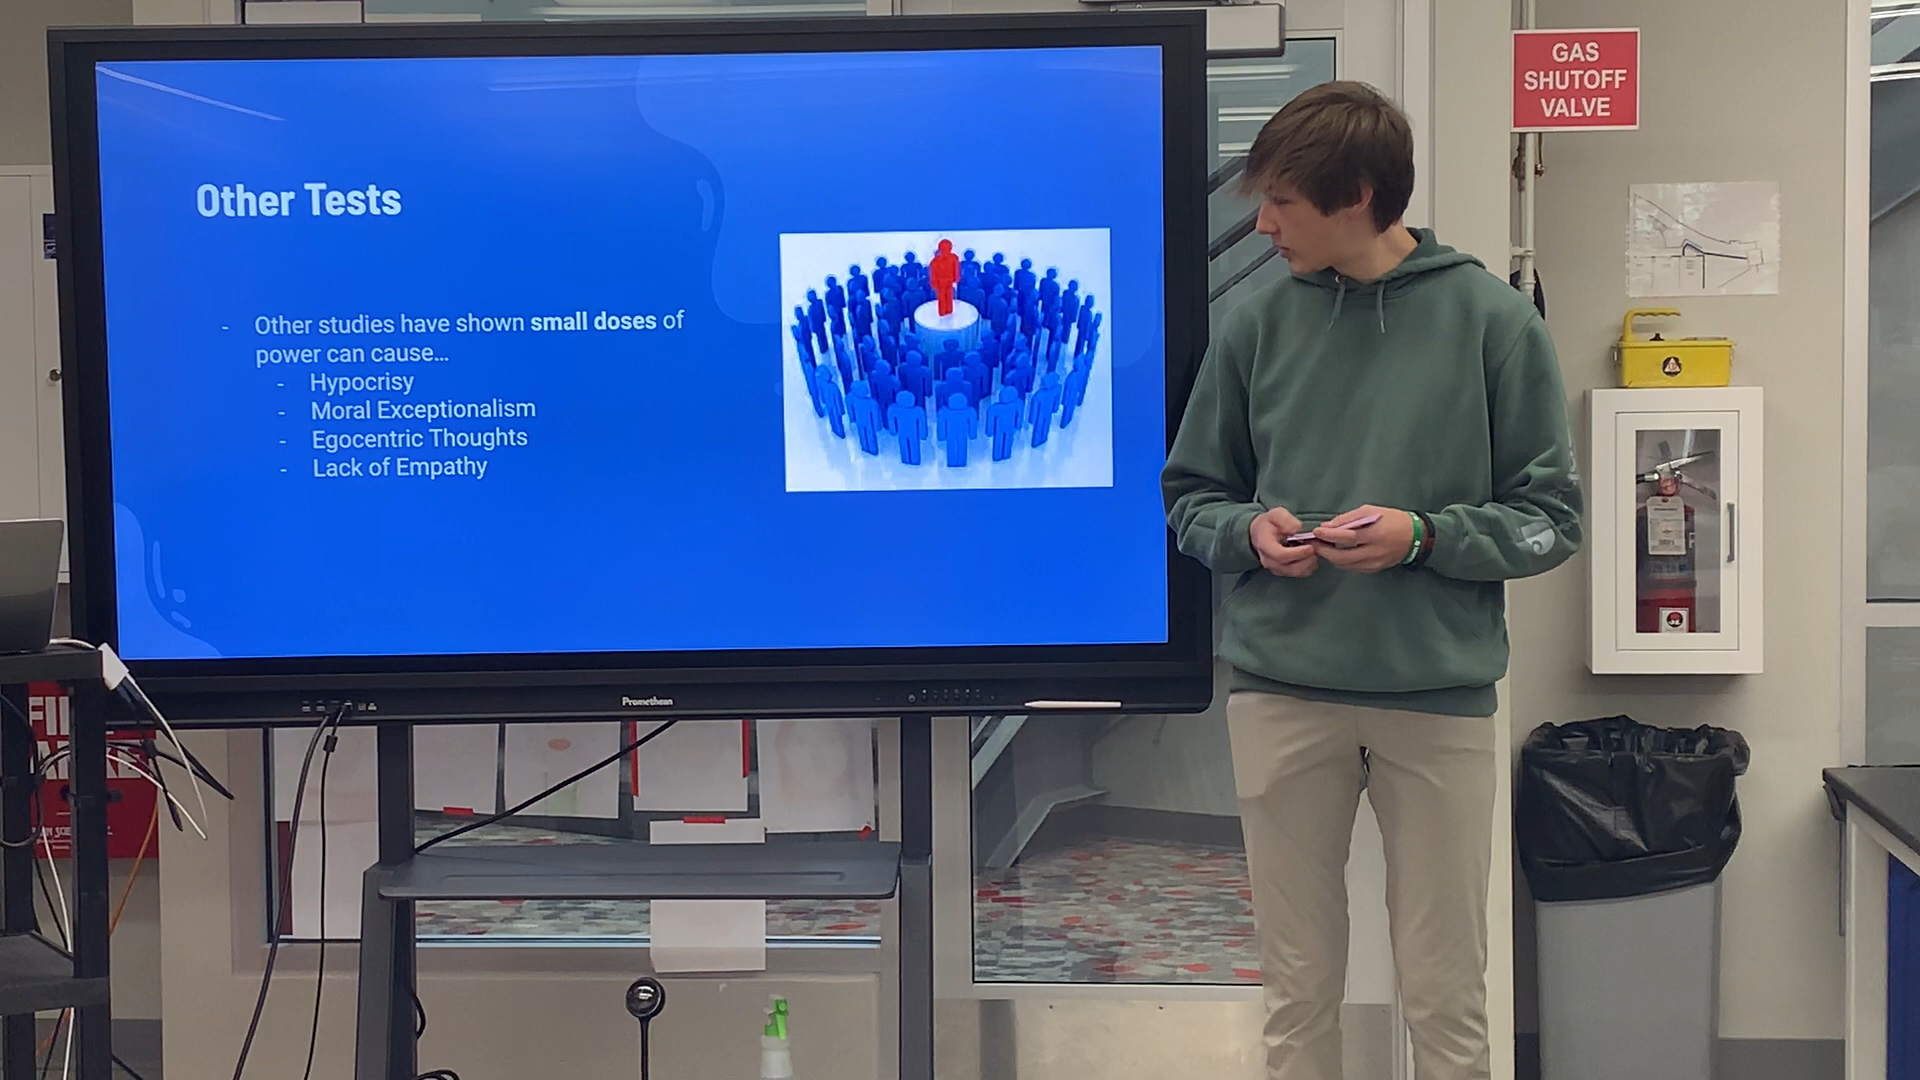 Other Tests
- Other studies have shown small doses of
power can cause...
- Hypocrisy
- Moral Exceptionalism
- Egocentric Thoughts
- Lack of Empathy
Promethean
GAS
SHUTOFF
VALVE